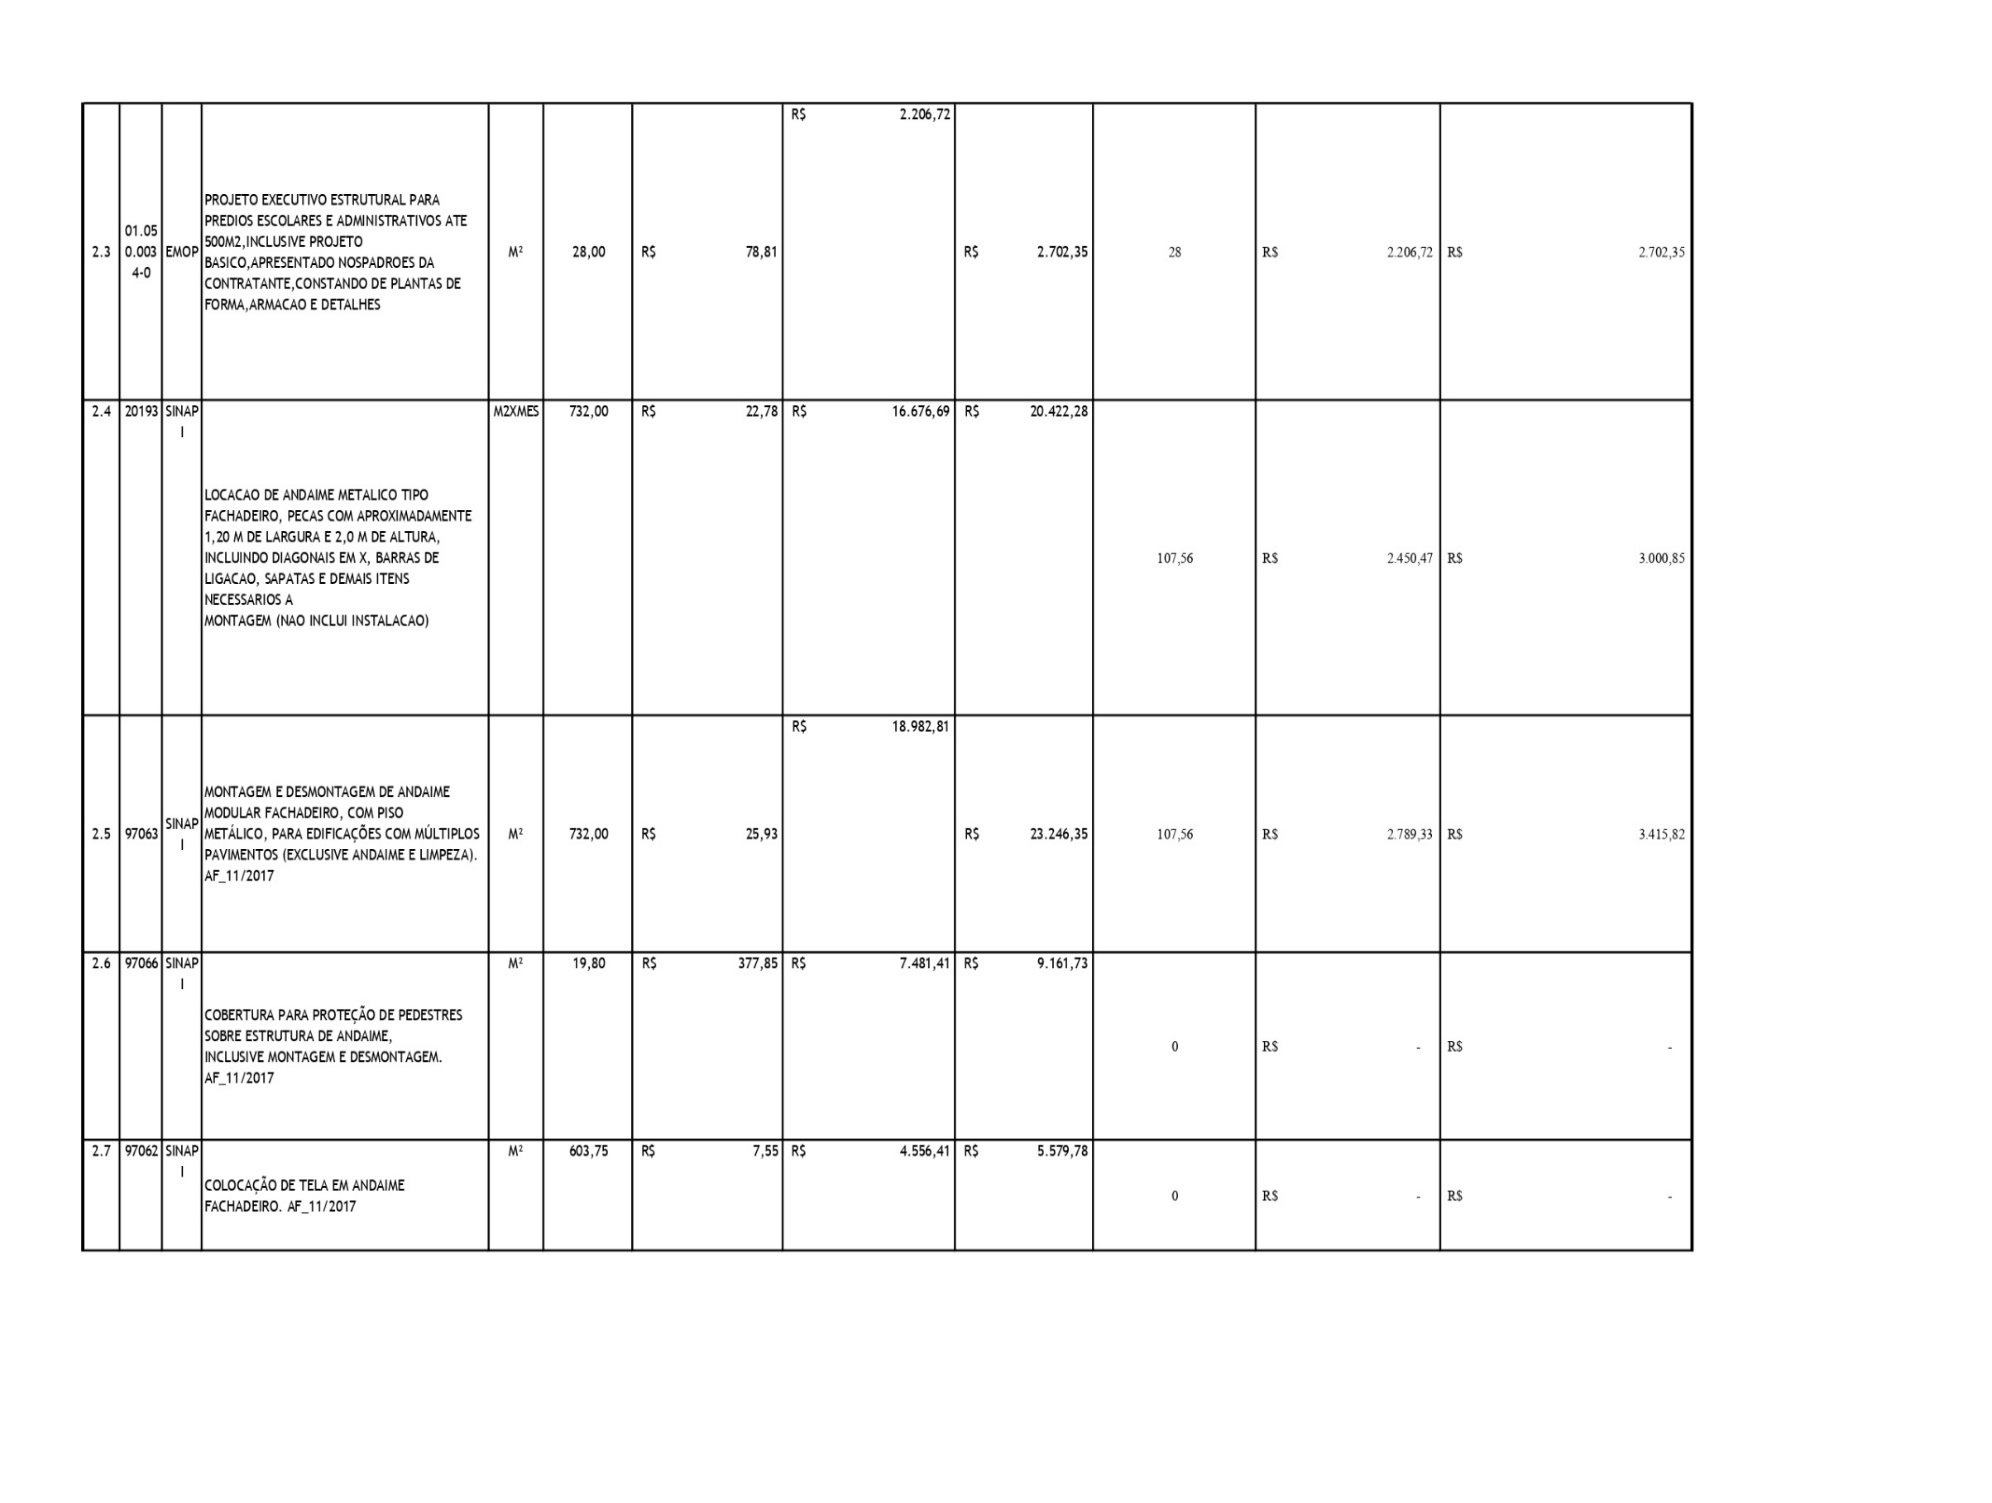 2.3 01.050.0034-0 EMOP PROJETO EXECUTIVO ESTRUTURAL PARA
PREDIOS ESCOLARES E ADMINISTRATIVOS ATE
500M2,INCLUSIVE PROJETO
BASICO,APRESENTADO NOSPADROES DA
CONTRATANTE,CONSTANDO DE PLANTAS DE
FORMA,ARMACAO E DETALHES
M² 28,00 R$ 78,81 R$ 2.206,72 R$ 2.702,35 28 R$ 2.206,72 R$ 2.702,35
2.4 20193 SINAPI
LOCACAO DE ANDAIME METALICO TIPO
FACHADEIRO, PECAS COM APROXIMADAMENTE
1,20 M DE LARGURA E 2,0 M DE ALTURA,
INCLUINDO DIAGONAIS EM X, BARRAS DE
LIGACAO, SAPATAS E DEMAIS ITENS
NECESSARIOS A
MONTAGEM (NAO INCLUI INSTALACAO)
M2XMES 732,00 R$ 22,78 R$ 16.676,69 R$ 20.422,28 107,56 R$ 2.450,47 R$ 3.000,85
2.5 97063 SINAPI
MONTAGEM E DESMONTAGEM DE ANDAIME
MODULAR FACHADEIRO, COM PISO
METÁLICO, PARA EDIFICAÇÕES COM MÚLTIPLOS
PAVIMENTOS (EXCLUSIVE ANDAIME E LIMPEZA).
AF_11/2017
M² 732,00 R$ 25,93 R$ 18.982,81 R$ 23.246,35 107,56 R$ 2.789,33 R$ 3.415,82
2.6 97066 SINAPI
COBERTURA PARA PROTEÇÃO DE PEDESTRES
SOBRE ESTRUTURA DE ANDAIME,
INCLUSIVE MONTAGEM E DESMONTAGEM.
AF_11/2017
M² 19,80 R$ 377,85 R$ 7.481,41 R$ 9.161,73 0 R$ - R$ -
2.7 97062 SINAPI
COLOCAÇÃO DE TELA EM ANDAIME
FACHADEIRO. AF_11/2017
M² 603,75 R$ 7,55 R$ 4.556,41 R$ 5.579,78 0 R$ - R$ -